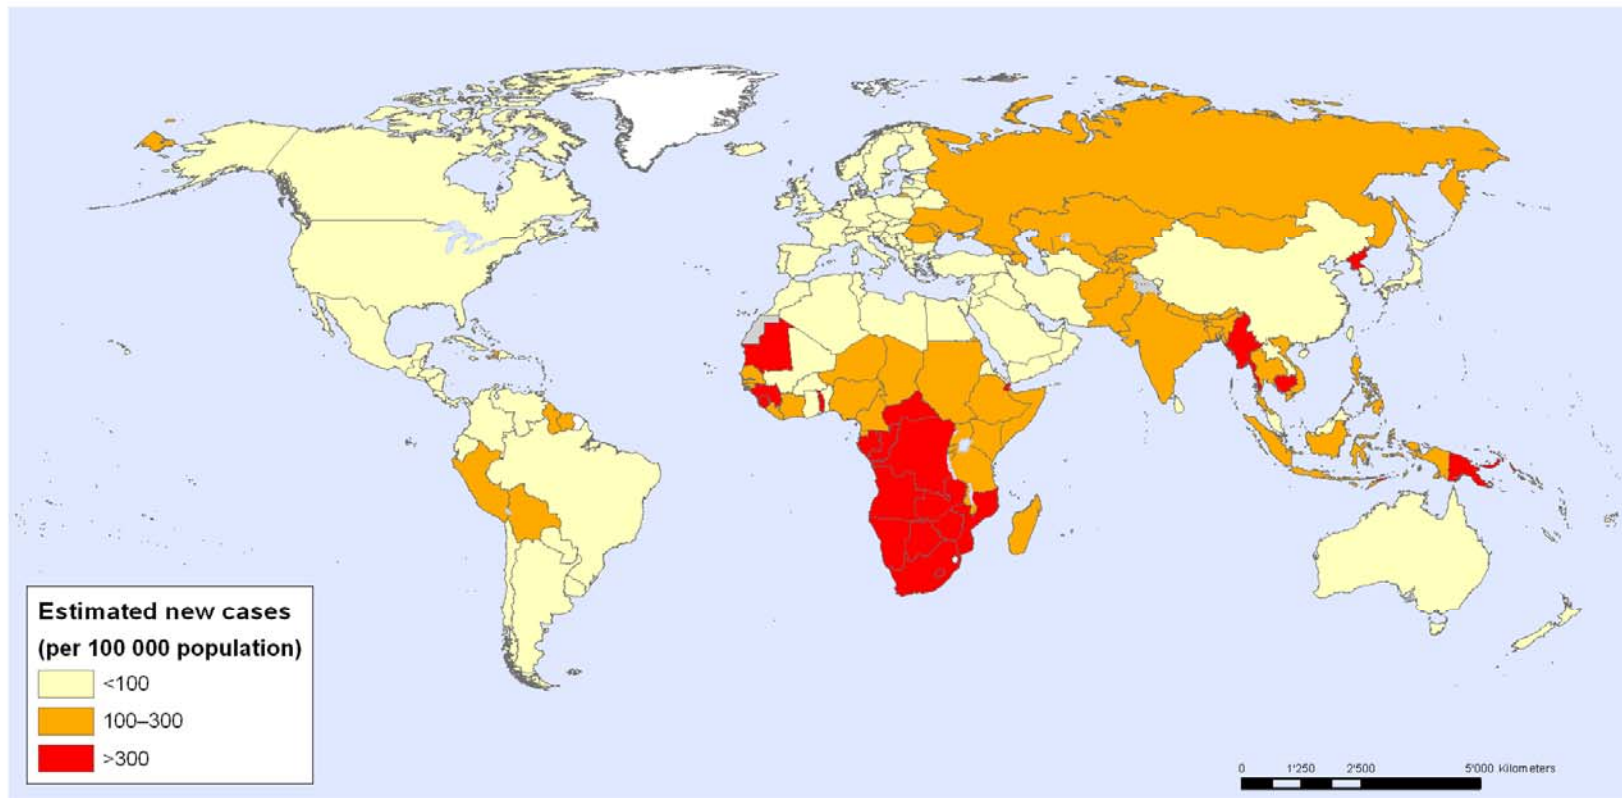 Estimated new cases
(per 100 000 population)
<100
100–300
>300
0 1'250 2'500 5'000 Kilometers